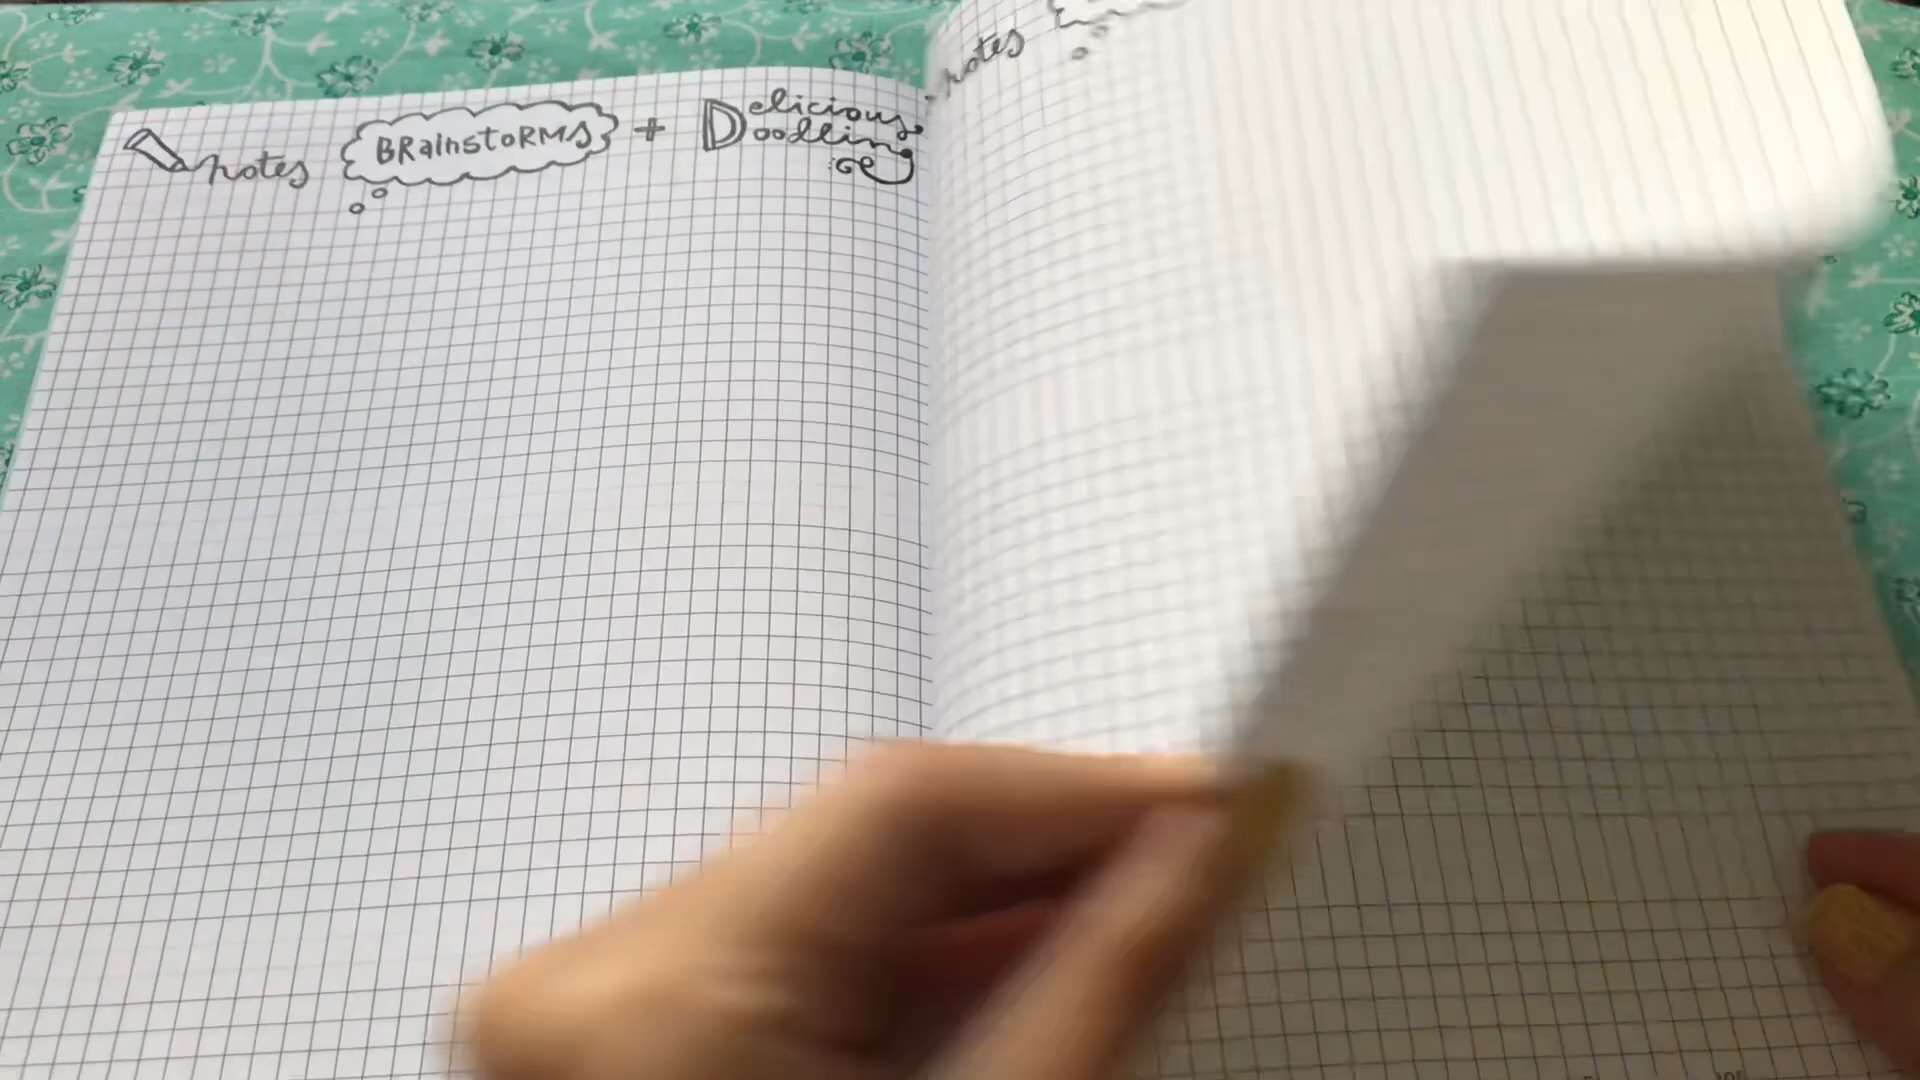 notes BRainstoRMS + Delicious Doodling :)
notes